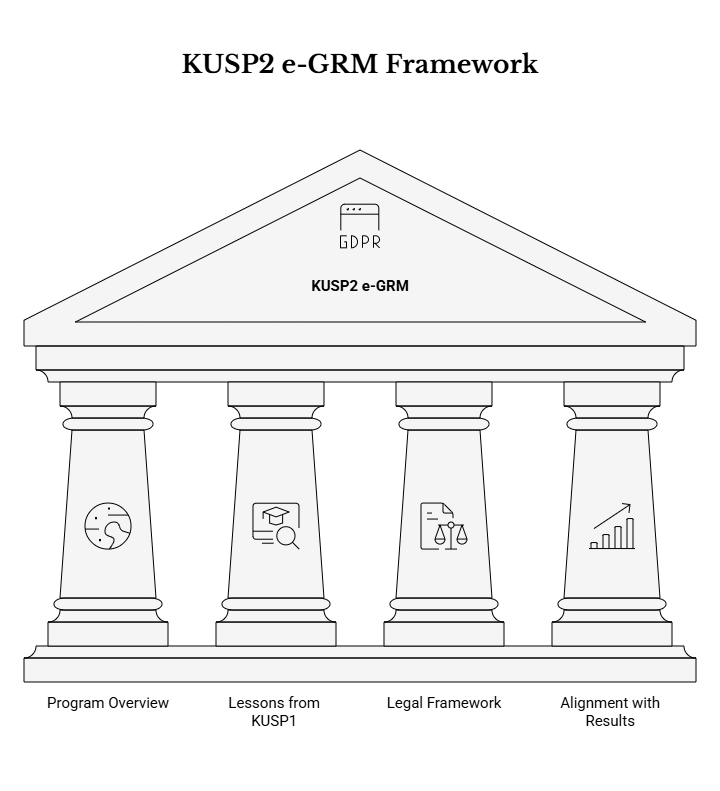 KUSP2 e-GRM Framework
GDPR
KUSP2 e-GRM
Program Overview
Lessons from
KUSP1
Legal Framework
Alignment with
Results